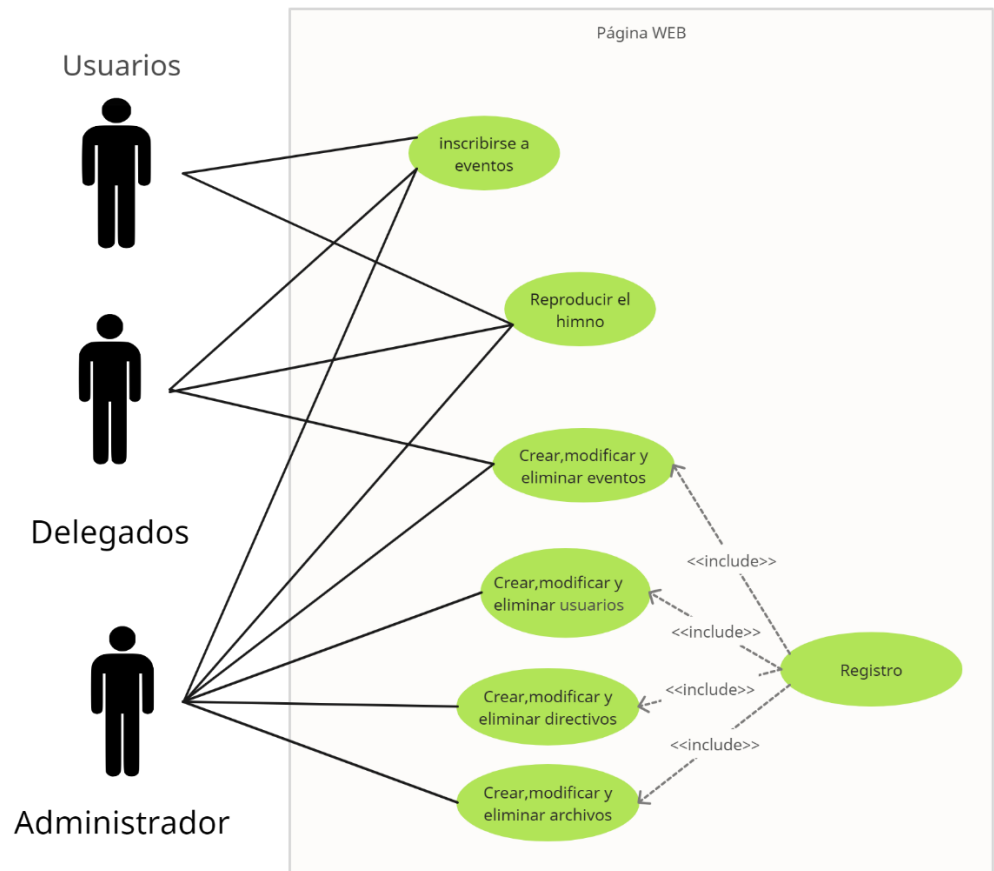 Página WEB
Usuarios
inscribirse a
eventos
Reproducir el
himno
Delegados
Crear,modificar y
eliminar eventos
<<include>>
Crear,modificar y
eliminar usuarios
<<include>>
Registro
Crear,modificar y
eliminar directivos
<<include>>
<<include>>
Crear,modificar y
eliminar archivos
Administrador